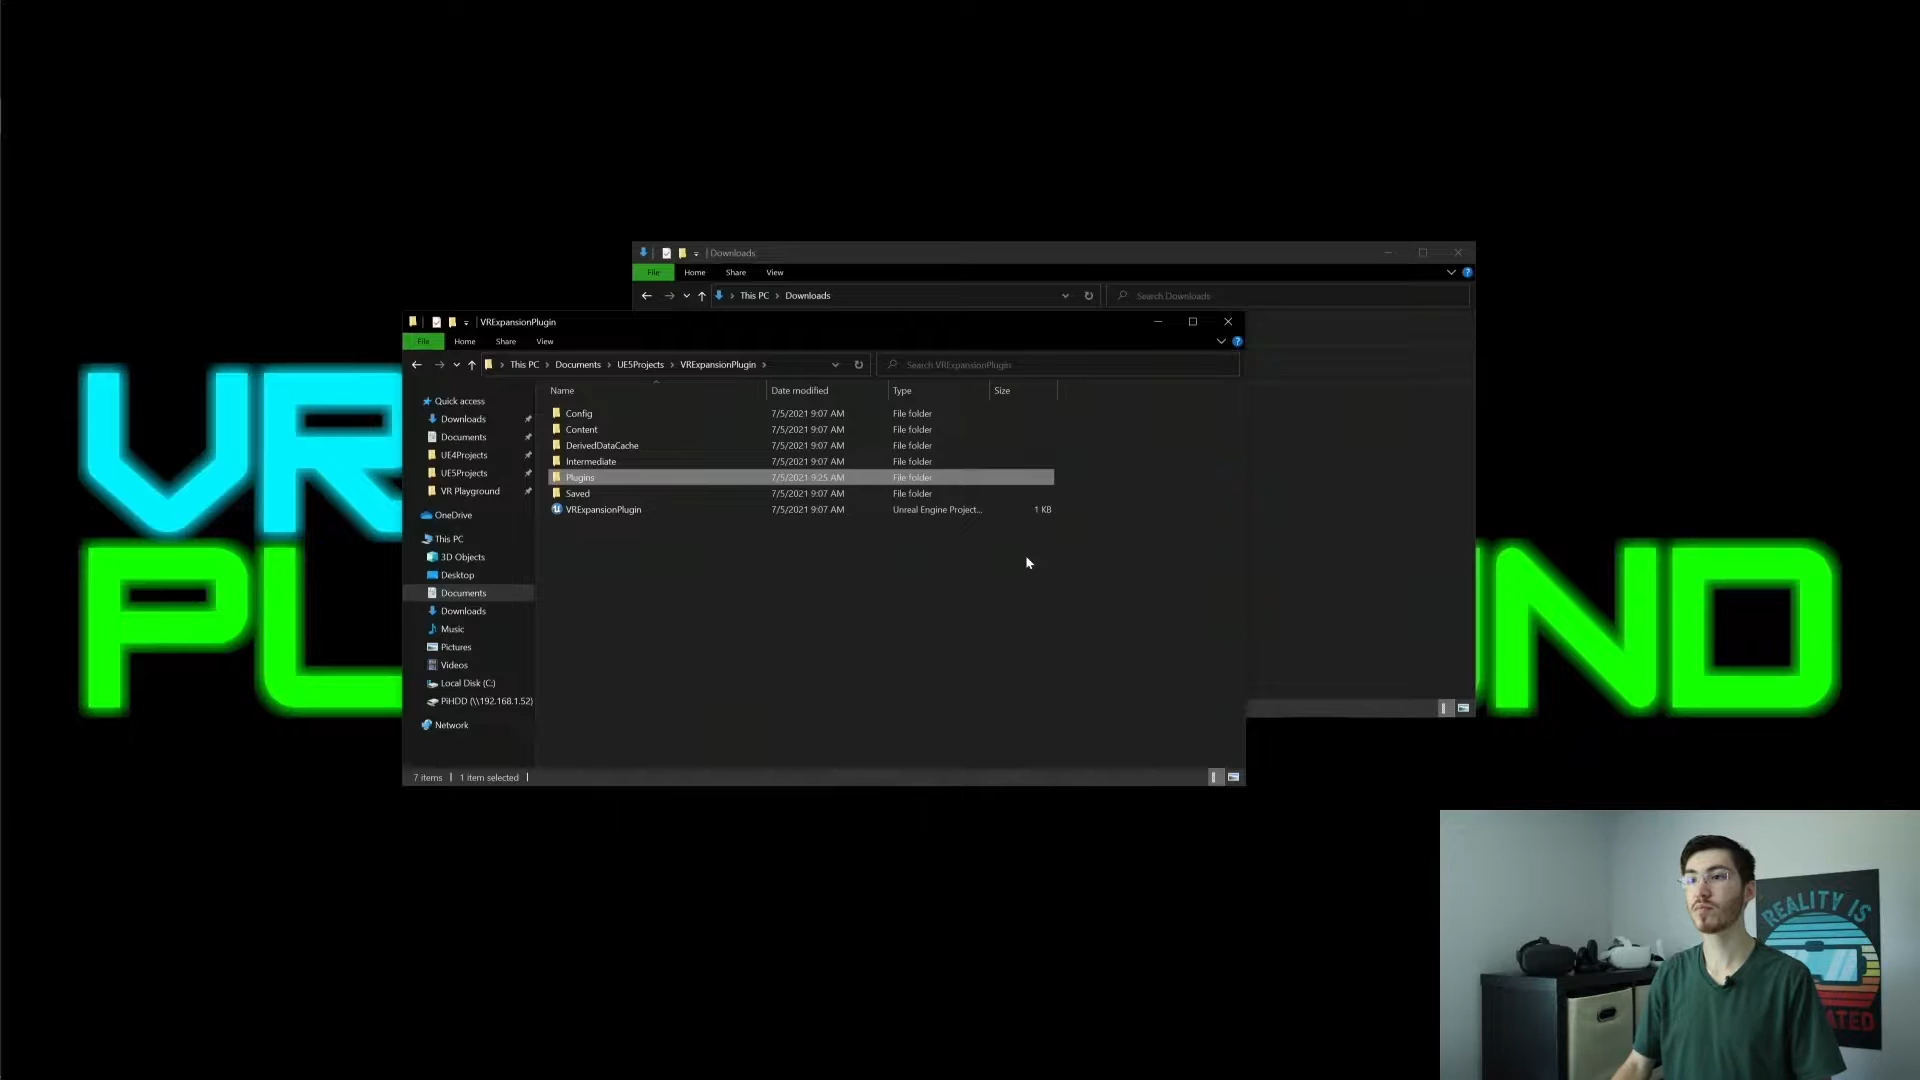 Downloads
File Home Share View
This PC > Downloads
Search Downloads
VRExpansionPlugin
File Home Share View
This PC > Documents > UE5Projects > VRExpansionPlugin >
Search VRExpansionPlugin
Name Date modified Type Size
Config 7/5/2021 9:07 AM File folder
Content 7/5/2021 9:07 AM File folder
DerivedDataCache 7/5/2021 9:07 AM File folder
Intermediate 7/5/2021 9:07 AM File folder
Plugins 7/5/2021 9:25 AM File folder
Saved 7/5/2021 9:07 AM File folder
VRExpansionPlugin 7/5/2021 9:07 AM Unreal Engine Project... 1 KB
Quick access
Downloads
Documents
UE4Projects
UE5Projects
VR Playground
OneDrive
This PC
3D Objects
Desktop
Documents
Downloads
Music
Pictures
Videos
Local Disk (C:)
PiHDD (\\192.168.1.52)
Network
7 items 1 item selected
VR
PL ND
REALITY IS
ATED